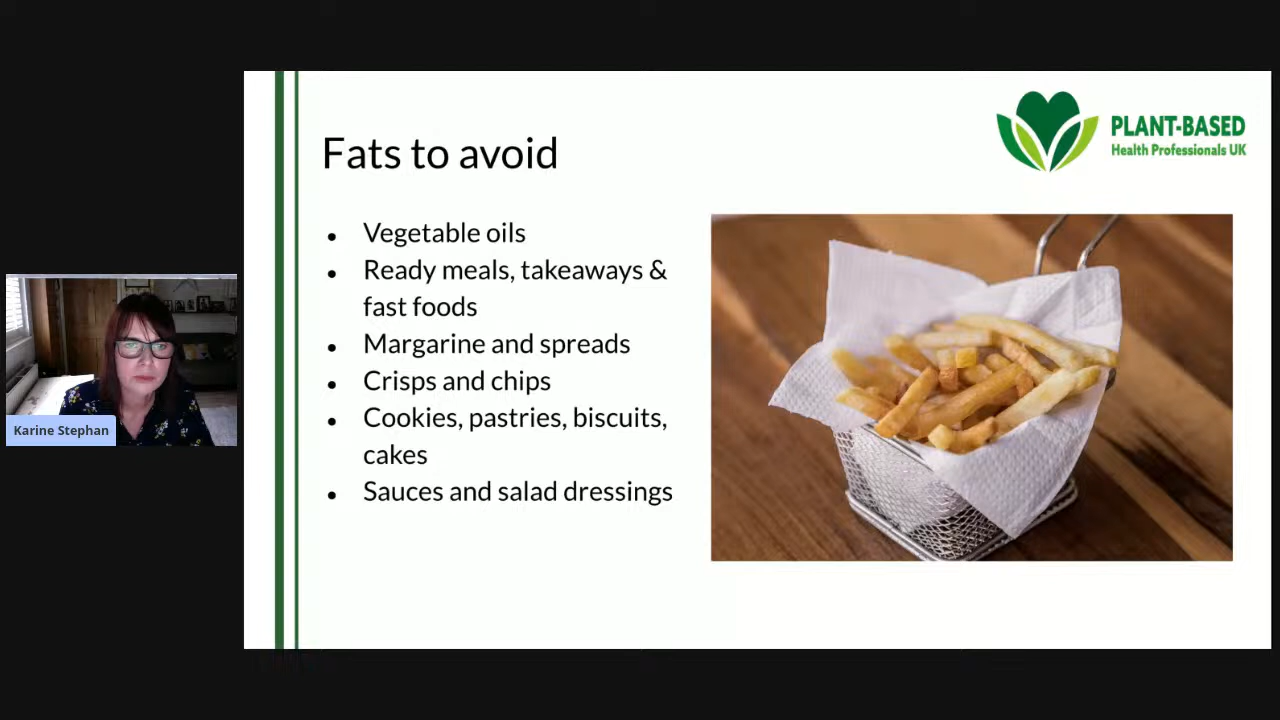 PLANT-BASED
Health Professionals UK
Fats to avoid
● Vegetable oils
● Ready meals, takeaways &
fast foods
● Margarine and spreads
● Crisps and chips
● Cookies, pastries, biscuits,
cakes
● Sauces and salad dressings
Karine Stephan